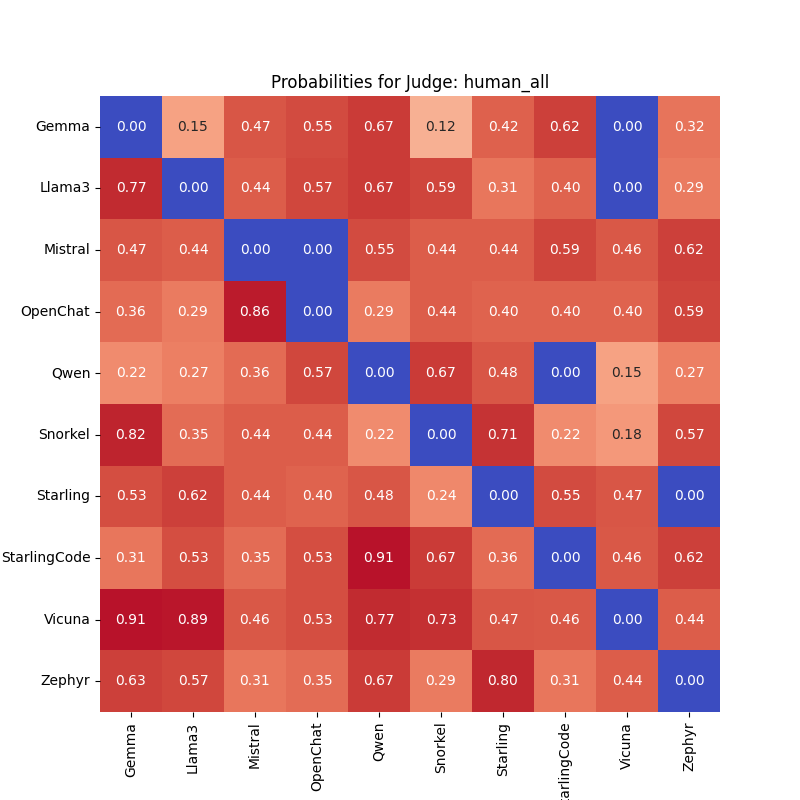 Probabilities for Judge: human_all
Gemma 0.00 0.15 0.47 0.55 0.67 0.12 0.42 0.62 0.00 0.32
Llama3 0.77 0.00 0.44 0.57 0.67 0.59 0.31 0.40 0.00 0.29
Mistral 0.47 0.44 0.00 0.00 0.55 0.44 0.44 0.59 0.46 0.62
OpenChat 0.36 0.29 0.86 0.00 0.29 0.44 0.40 0.40 0.40 0.59
Qwen 0.22 0.27 0.36 0.57 0.00 0.67 0.48 0.00 0.15 0.27
Snorkel 0.82 0.35 0.44 0.44 0.22 0.00 0.71 0.22 0.18 0.57
Starling 0.53 0.62 0.44 0.40 0.48 0.24 0.00 0.55 0.47 0.00
StarlingCode 0.31 0.53 0.35 0.53 0.91 0.67 0.36 0.00 0.46 0.62
Vicuna 0.91 0.89 0.46 0.53 0.77 0.73 0.47 0.46 0.00 0.44
Zephyr 0.63 0.57 0.31 0.35 0.67 0.29 0.80 0.31 0.44 0.00
Gemma Llama3 Mistral OpenChat Qwen Snorkel Starling arlingCode Vicuna Zephyr